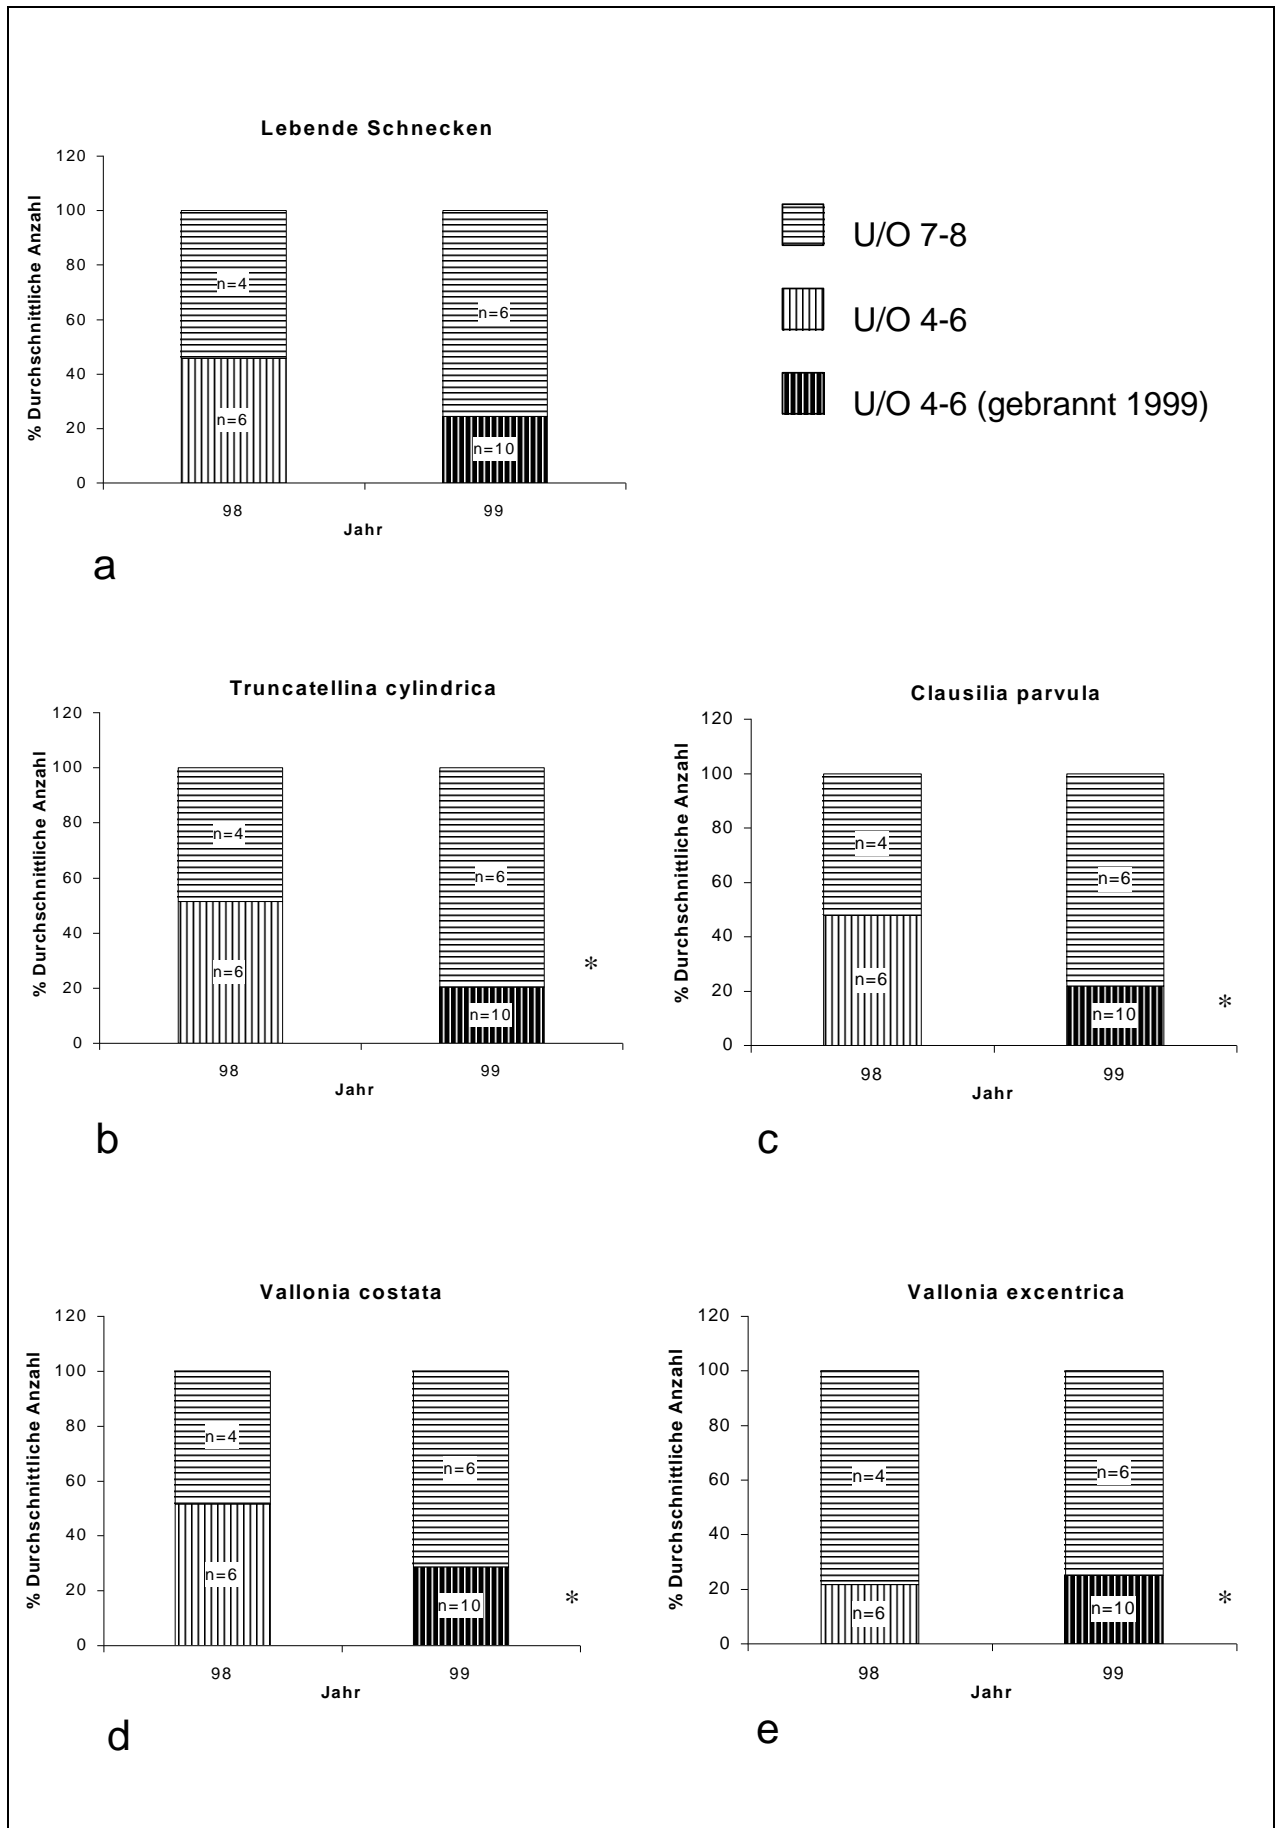 Lebende Schnecken
% Durchschnittliche Anzahl
120
100
80
60
40
20
0
n=4
n=6
n=6
n=10
98
99
Jahr
a
U/O 7-8
U/O 4-6
U/O 4-6 (gebrannt 1999)
Truncatellina cylindrica
% Durchschnittliche Anzahl
120
100
80
60
40
20
0
n=4
n=6
n=6
n=10
*
98
99
Jahr
b
Clausilia parvula
% Durchschnittliche Anzahl
120
100
80
60
40
20
0
n=4
n=6
n=6
n=10
*
98
99
Jahr
c
Vallonia costata
% Durchschnittliche Anzahl
120
100
80
60
40
20
0
n=4
n=6
n=6
n=10
*
98
99
Jahr
d
Vallonia excentrica
% Durchschnittliche Anzahl
120
100
80
60
40
20
0
n=4
n=6
n=6
n=10
*
98
99
Jahr
e